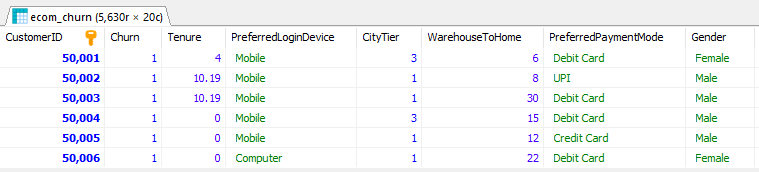 ecom_churn (5,630r × 20c)
CustomerID Churn Tenure PreferredLoginDevice CityTier WarehouseToHome PreferredPaymentMode Gender
50,001 1 4 Mobile 3 6 Debit Card Female
50,002 1 10.19 Mobile 1 8 UPI Male
50,003 1 10.19 Mobile 1 30 Debit Card Male
50,004 1 0 Mobile 3 15 Debit Card Male
50,005 1 0 Mobile 1 12 Credit Card Male
50,006 1 0 Computer 1 22 Debit Card Female